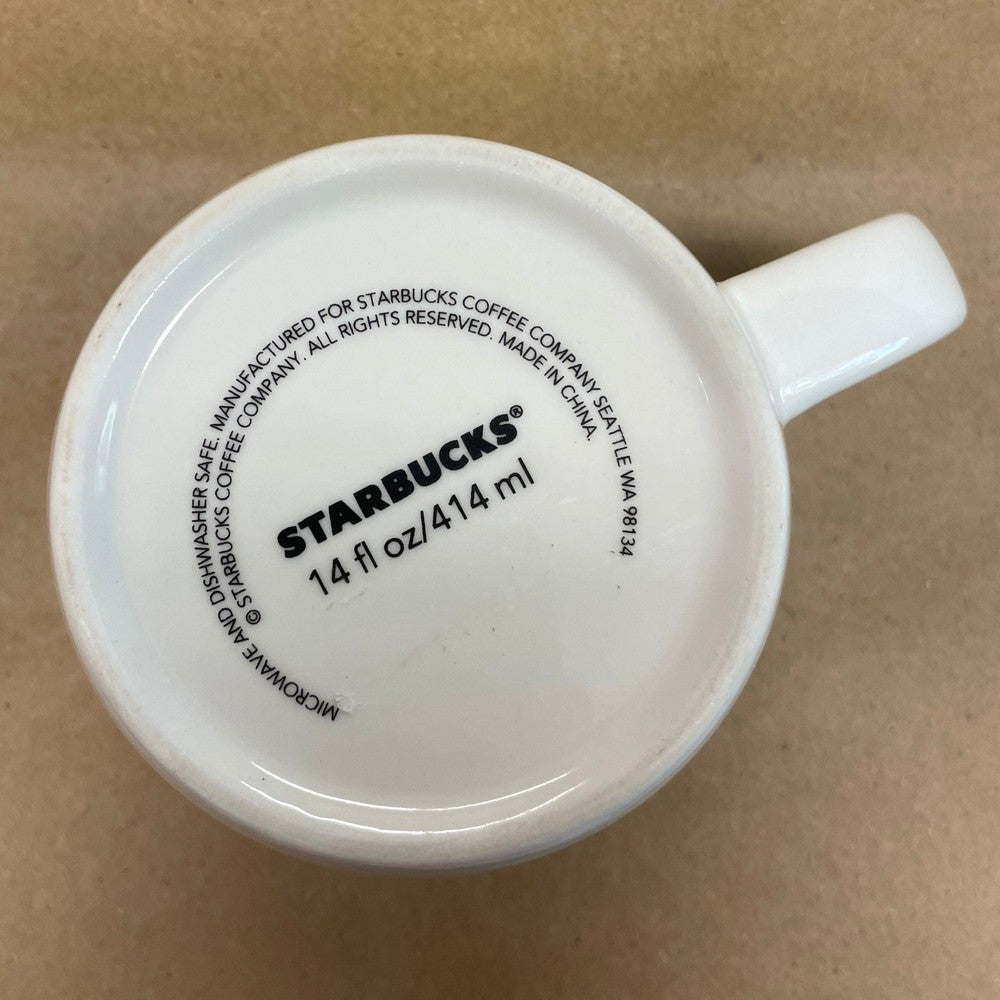 MICROWAVE AND DISHWASHER SAFE. MANUFACTURED FOR STARBUCKS COFFEE COMPANY SEATTLE WA 98134
© STARBUCKS COFFEE COMPANY. ALL RIGHTS RESERVED. MADE IN CHINA.
STARBUCKS®
14 fl oz/414 ml